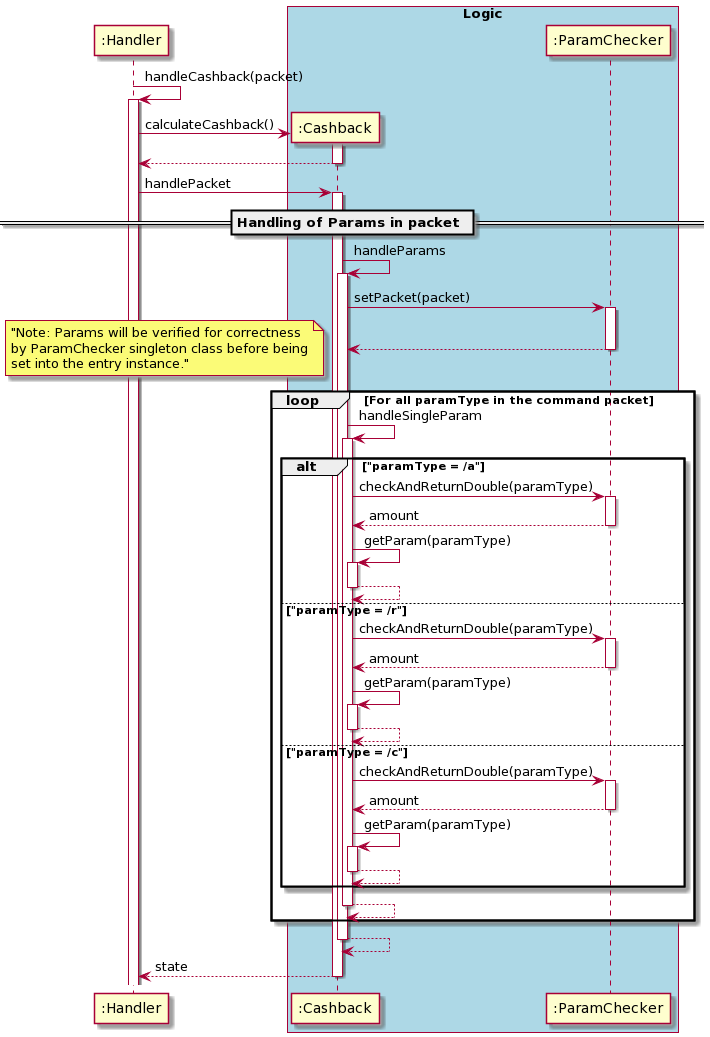 Logic
:Handler
:ParamChecker
handleCashback(packet)
calculateCashback()
:Cashback
handlePacket
Handling of Params in packet
handleParams
setPacket(packet)
"Note: Params will be verified for correctness
by ParamChecker singleton class before being
set into the entry instance."
loop [For all paramType in the command packet]
handleSingleParam
alt ["paramType = /a"]
checkAndReturnDouble(paramType)
amount
getParam(paramType)
["paramType = /r"]
checkAndReturnDouble(paramType)
amount
getParam(paramType)
["paramType = /c"]
checkAndReturnDouble(paramType)
amount
getParam(paramType)
state
:Handler
:Cashback
:ParamChecker